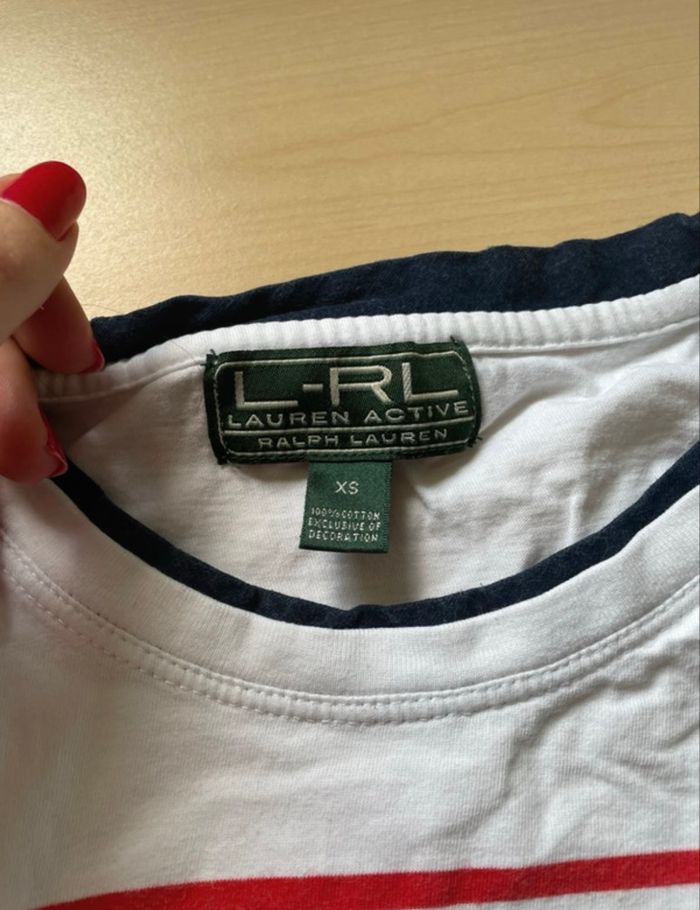 L-RL
LAUREN ACTIVE
RALPH LAUREN
XS
100% COTTON
EXCLUSIVE OF
DECORATION